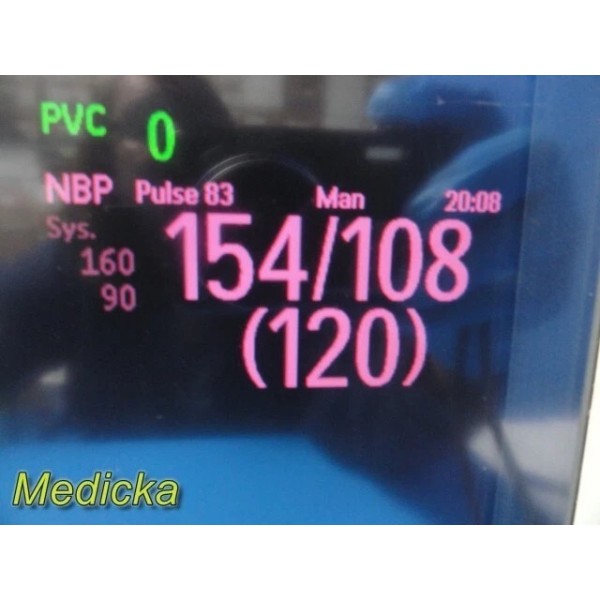 PVC 0
NBP Pulse 83 Man 20:08
Sys. 154/108
160
90
(120)
Medicka